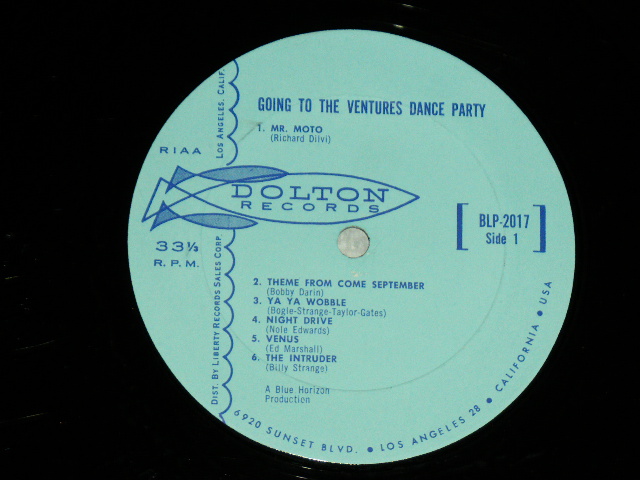 GOING TO THE VENTURES DANCE PARTY
1. MR. MOTO
(Richard Dilvi)
RIAA
DOLTON
RECORDS
33⅓
R.P.M.
BLP-2017
Side 1
2. THEME FROM COME SEPTEMBER
(Bobby Darin)
3. YA YA WOBBLE
(Bogle-Strange-Taylor-Gates)
4. NIGHT DRIVE
(Nole Edwards)
5. VENUS
(Ed Marshall)
6. THE INTRUDER
(Billy Strange)
A Blue Horizon
Production
DIST. BY LIBERTY RECORDS SALES CORP.
LOS ANGELES, CALIF.
6920 SUNSET BLVD. • LOS ANGELES 28 • CALIFORNIA • USA